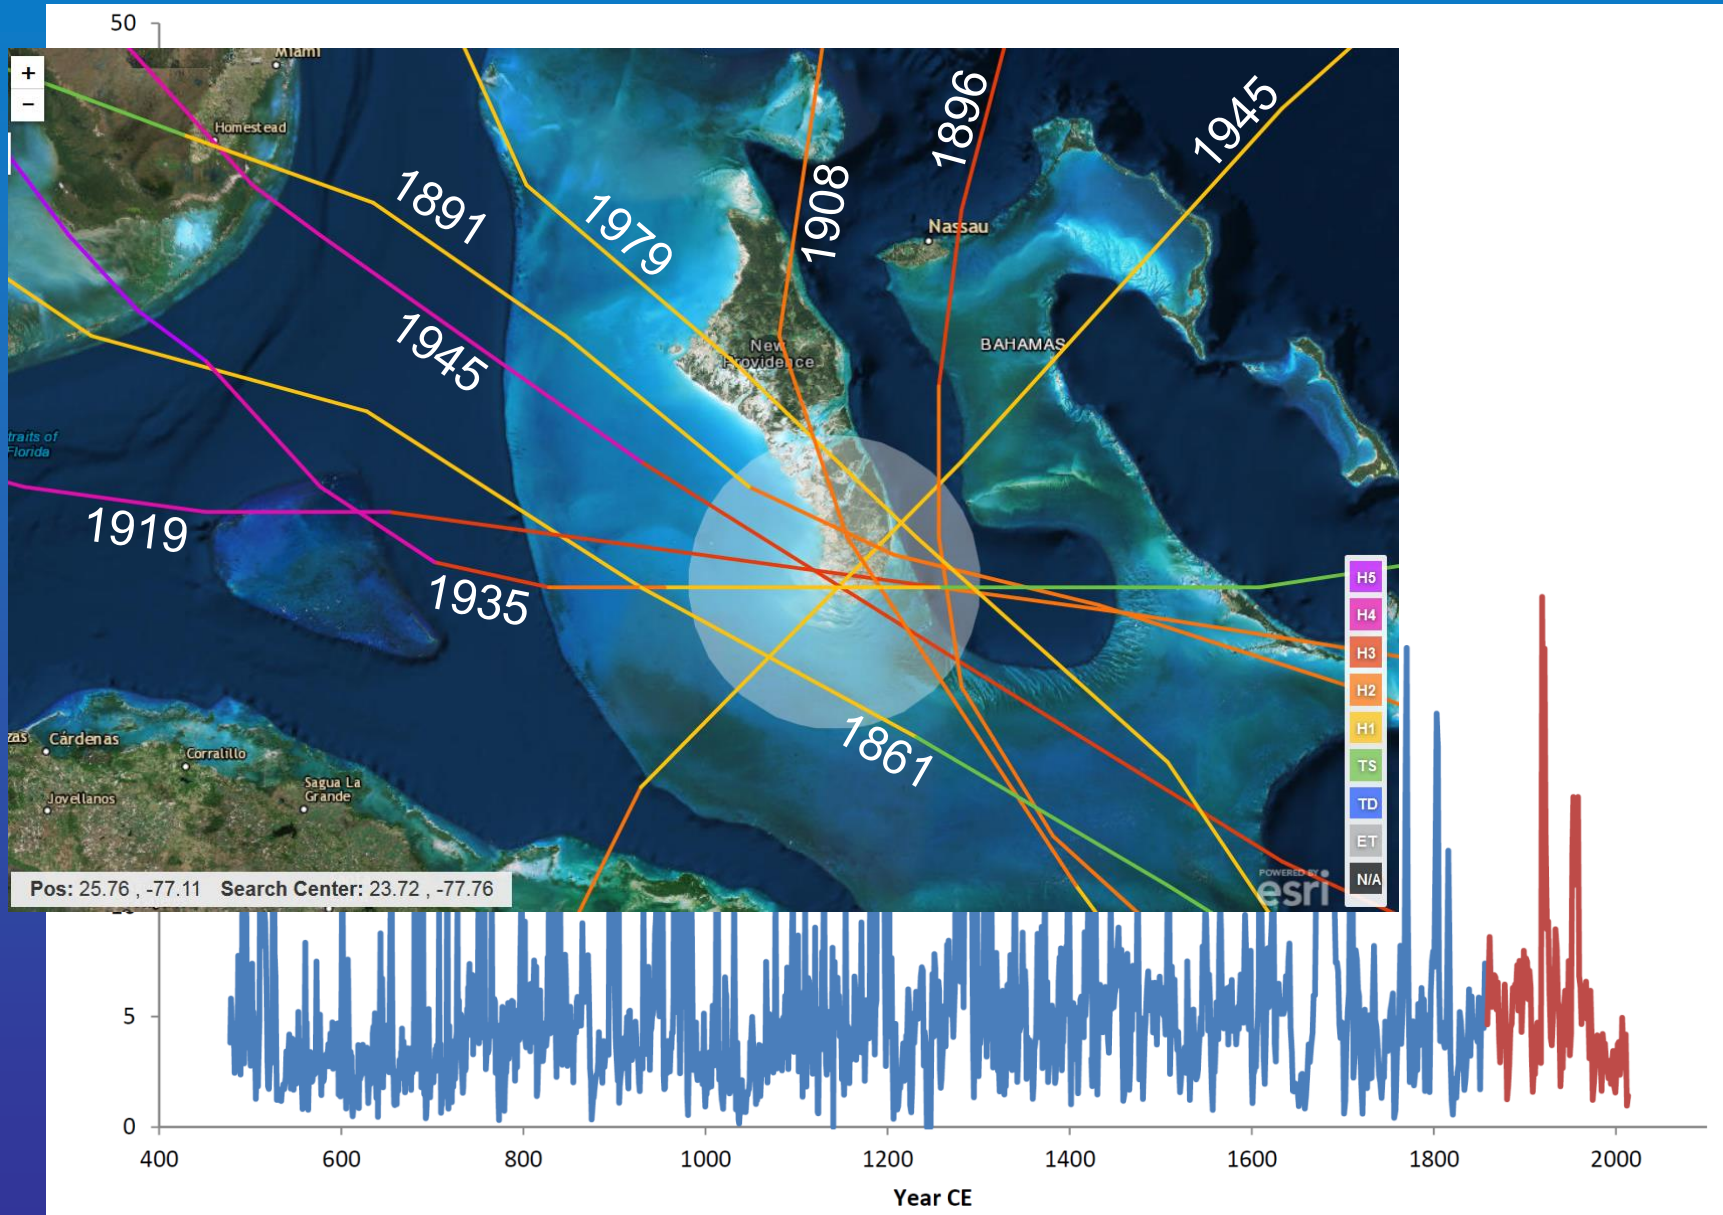 50
Miami
+
−
Homestead
1891
1979
1908
1896
1945
Nassau
New
Providence
BAHAMAS
1945
traits of
Florida
1919
1935
1861
H5
H4
H3
H2
H1
TS
TD
ET
N/A
zas
Cárdenas
Corralillo
Jovellanos
Sagua La
Grande
POWERED BY
esri
Pos: 25.76 , -77.11 Search Center: 23.72 , -77.76
5
0
400 600 800 1000 1200 1400 1600 1800 2000
Year CE